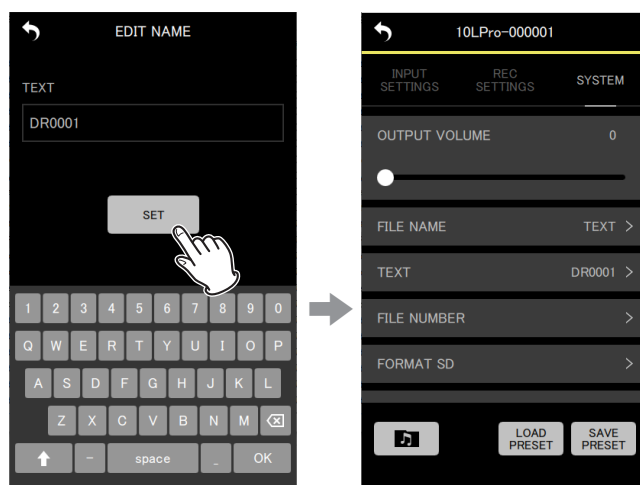 EDIT NAME
TEXT
DR0001
SET
1 2 3 4 5 6 7 8 9 0
Q W E R T Y U I O P
A S D F G H J K L
Z X C V B N M
- space _ OK
10LPro-000001
INPUT SETTINGS
REC SETTINGS
SYSTEM
OUTPUT VOLUME 0
FILE NAME TEXT >
TEXT DR0001 >
FILE NUMBER >
FORMAT SD >
LOAD PRESET
SAVE PRESET